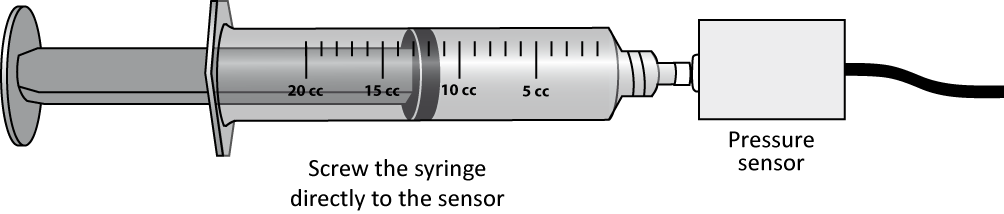 20 cc 15 cc 10 cc 5 cc
Pressure
sensor
Screw the syringe
directly to the sensor